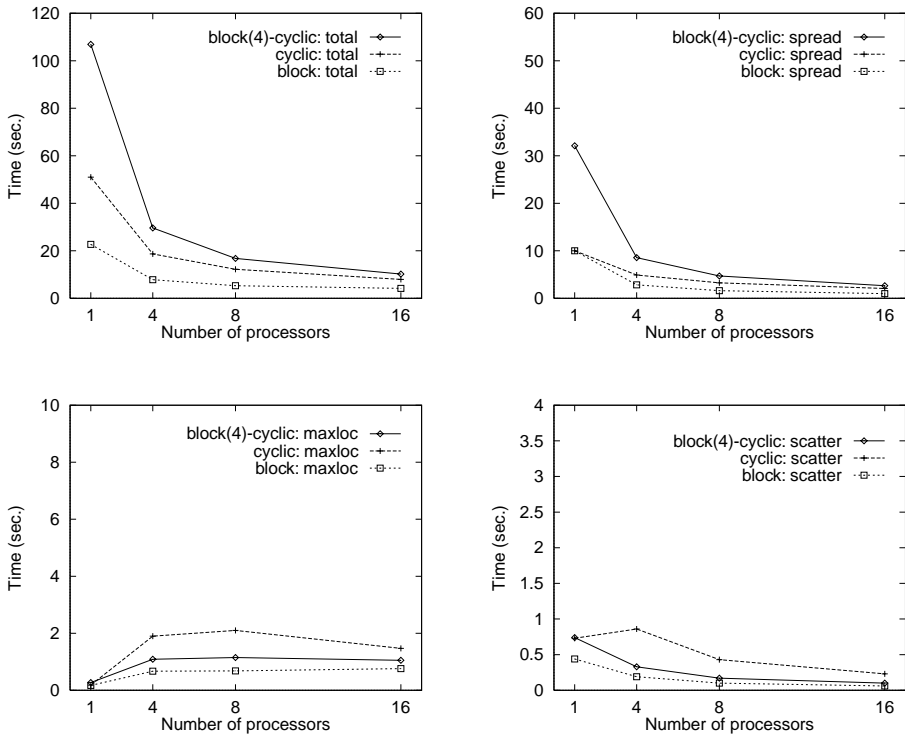 120
100
80
60
40
20
0
Time (sec.)
block(4)-cyclic: total
cyclic: total
block: total
1 4 8 16
Number of processors
60
50
40
30
20
10
0
Time (sec.)
block(4)-cyclic: spread
cyclic: spread
block: spread
1 4 8 16
Number of processors
10
8
6
4
2
0
Time (sec.)
block(4)-cyclic: maxloc
cyclic: maxloc
block: maxloc
1 4 8 16
Number of processors
4
3.5
3
2.5
2
1.5
1
0.5
0
Time (sec.)
block(4)-cyclic: scatter
cyclic: scatter
block: scatter
1 4 8 16
Number of processors